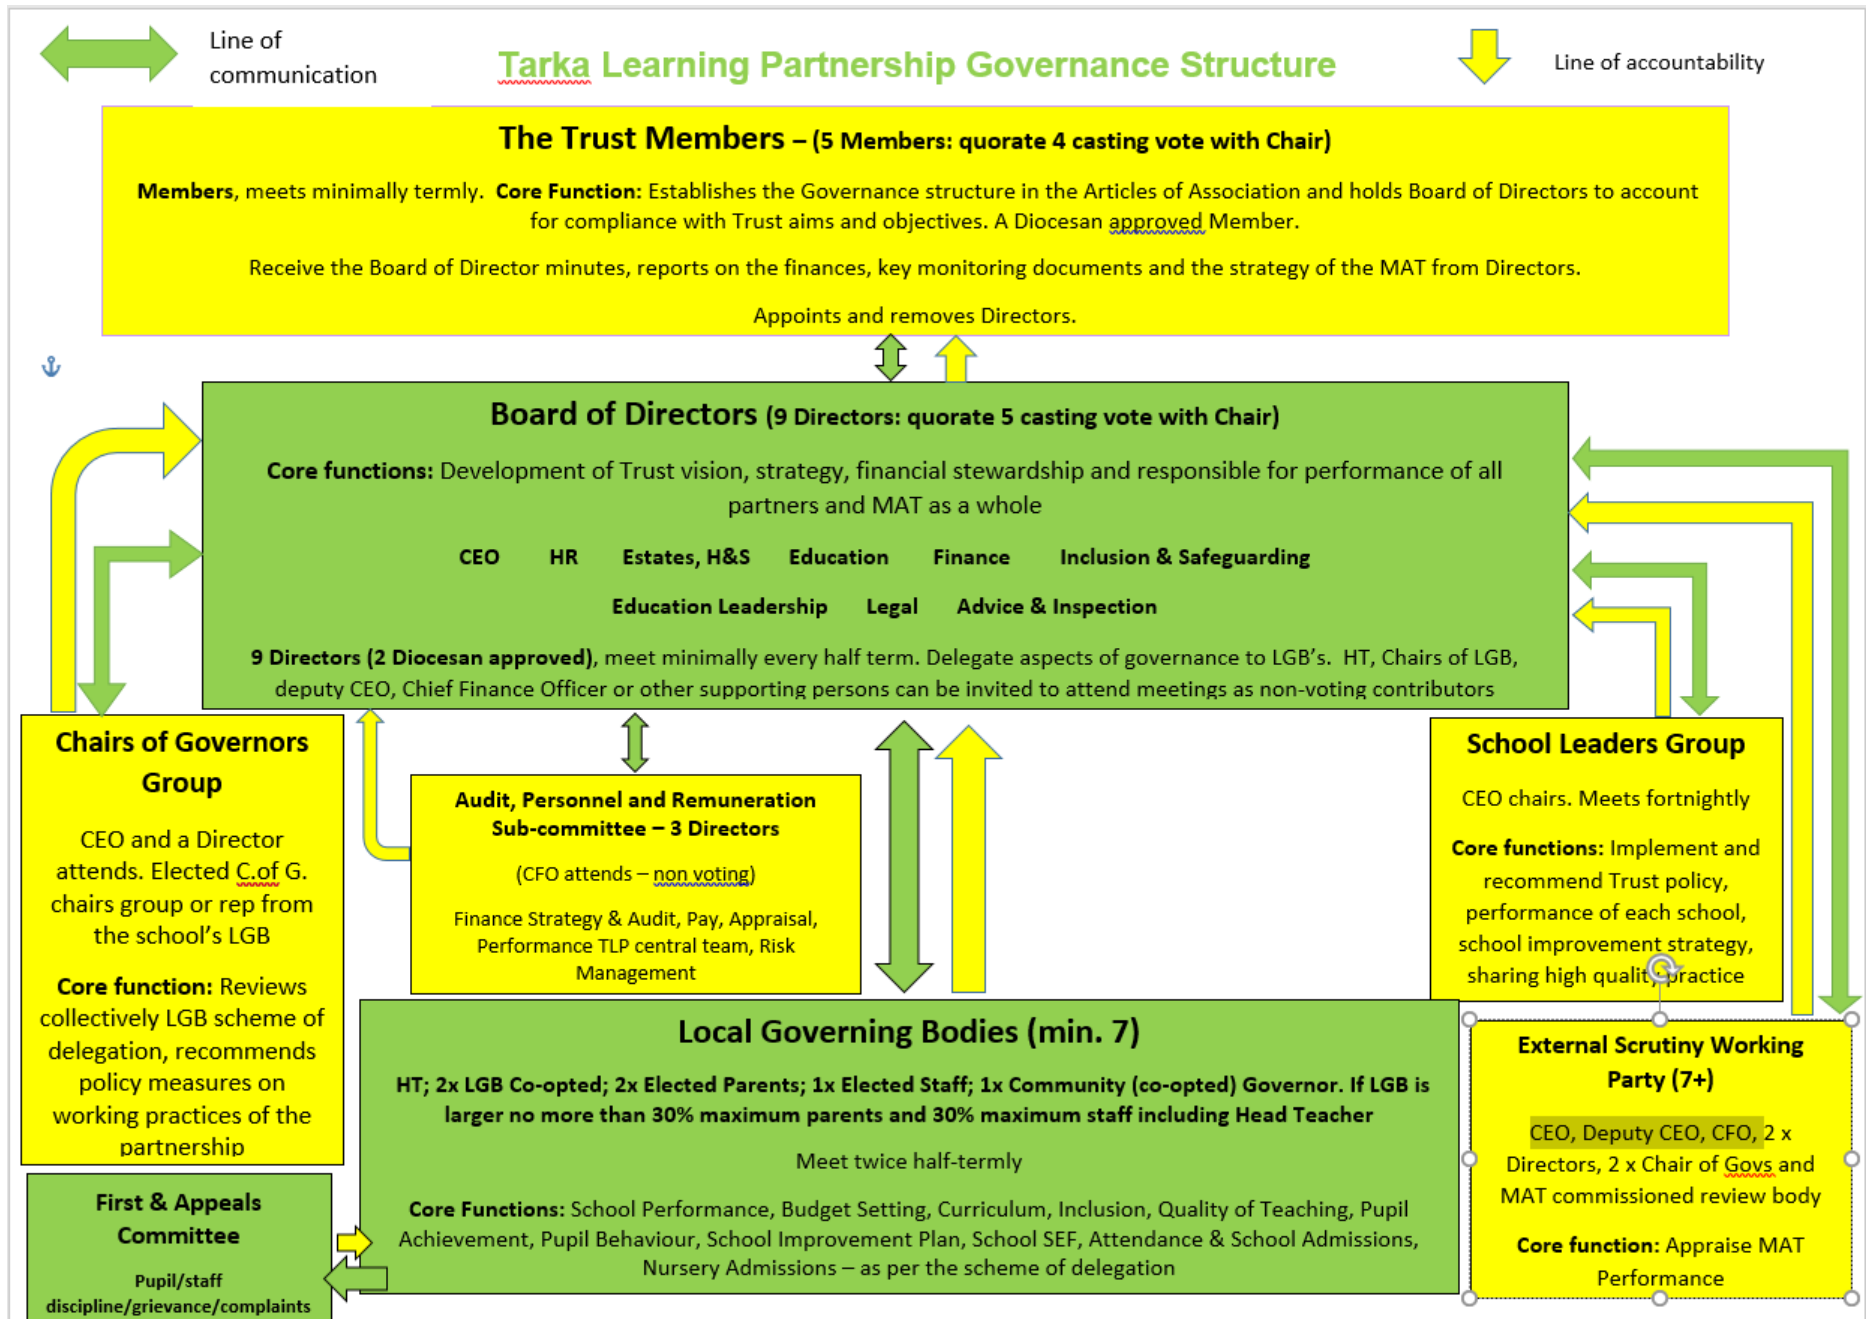 Line of
communication
Tarka Learning Partnership Governance Structure
Line of accountability
The Trust Members – (5 Members: quorate 4 casting vote with Chair)
Members, meets minimally termly.  Core Function: Establishes the Governance structure in the Articles of Association and holds Board of Directors to account
for compliance with Trust aims and objectives. A Diocesan approved Member.
Receive the Board of Director minutes, reports on the finances, key monitoring documents and the strategy of the MAT from Directors.
Appoints and removes Directors.
Board of Directors (9 Directors: quorate 5 casting vote with Chair)
Core functions: Development of Trust vision, strategy, financial stewardship and responsible for performance of all
partners and MAT as a whole
CEO HR Estates, H&S Education Finance Inclusion & Safeguarding
Education Leadership Legal Advice & Inspection
9 Directors (2 Diocesan approved), meet minimally every half term. Delegate aspects of governance to LGB's.  HT, Chairs of LGB,
deputy CEO, Chief Finance Officer or other supporting persons can be invited to attend meetings as non-voting contributors
Chairs of Governors
Group
CEO and a Director
attends. Elected C.of G.
chairs group or rep from
the school's LGB
Core function: Reviews
collectively LGB scheme of
delegation, recommends
policy measures on
working practices of the
partnership
Audit, Personnel and Remuneration
Sub-committee – 3 Directors
(CFO attends – non voting)
Finance Strategy & Audit, Pay, Appraisal,
Performance TLP central team, Risk
Management
School Leaders Group
CEO chairs. Meets fortnightly
Core functions: Implement and
recommend Trust policy,
performance of each school,
school improvement strategy,
sharing high quality practice
Local Governing Bodies (min. 7)
HT; 2x LGB Co-opted; 2x Elected Parents; 1x Elected Staff; 1x Community (co-opted) Governor. If LGB is
larger no more than 30% maximum parents and 30% maximum staff including Head Teacher
Meet twice half-termly
Core Functions: School Performance, Budget Setting, Curriculum, Inclusion, Quality of Teaching, Pupil
Achievement, Pupil Behaviour, School Improvement Plan, School SEF, Attendance & School Admissions,
Nursery Admissions – as per the scheme of delegation
External Scrutiny Working
Party (7+)
CEO, Deputy CEO, CFO, 2 x
Directors, 2 x Chair of Govs and
MAT commissioned review body
Core function: Appraise MAT
Performance
First & Appeals
Committee
Pupil/staff
discipline/grievance/complaints